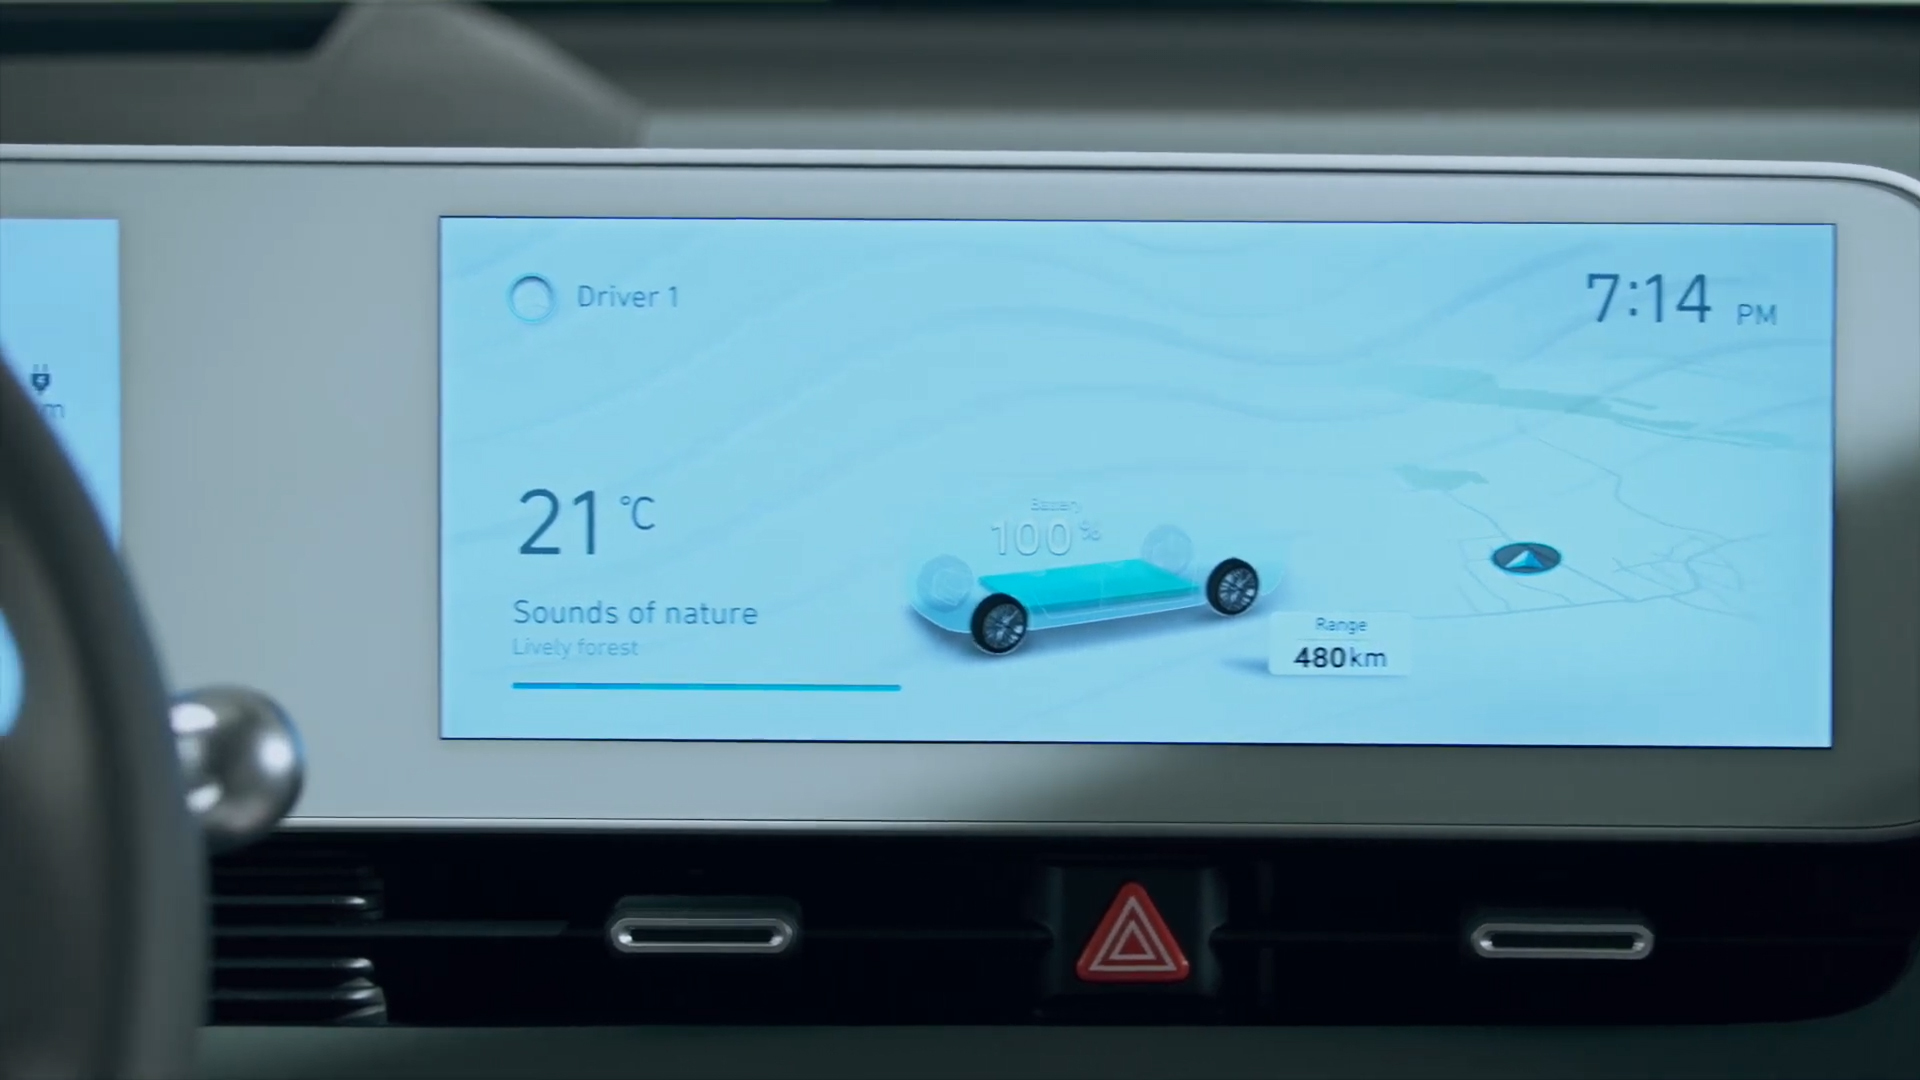 Driver 1
7:14 PM
m
21 °C
Battery
100 %
Sounds of nature
Lively forest
Range
480km